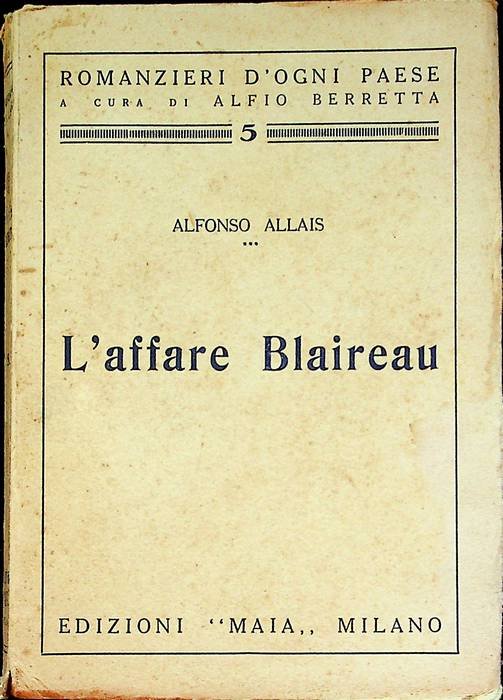 ROMANZIERI D'OGNI PAESE
A CURA DI ALFIO BERRETTA
5
ALFONSO ALLAIS
***
L'affare Blaireau
EDIZIONI “MAIA„ MILANO